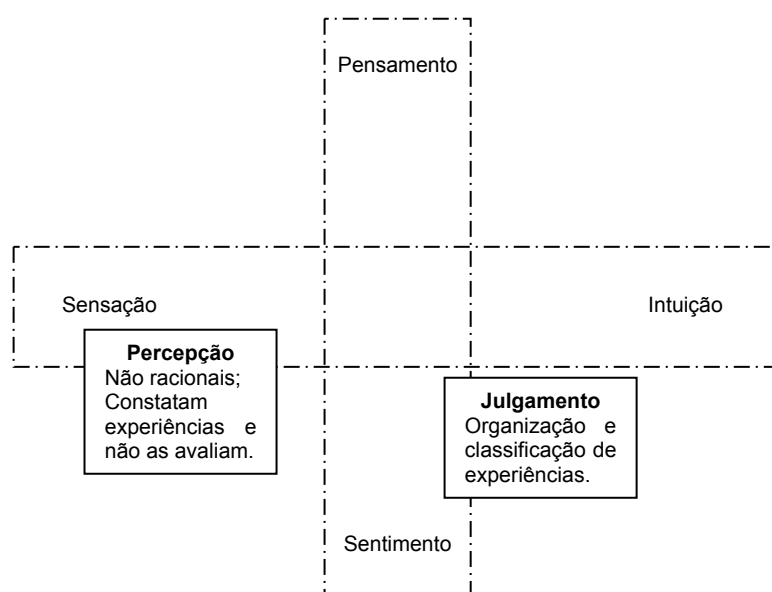 Pensamento
Sensação
Intuição
Percepção
Não racionais;
Constatam
experiências e
não as avaliam.
Julgamento
Organização e
classificação de
experiências.
Sentimento